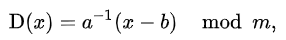 D(x) = a⁻¹(x − b) mod m,